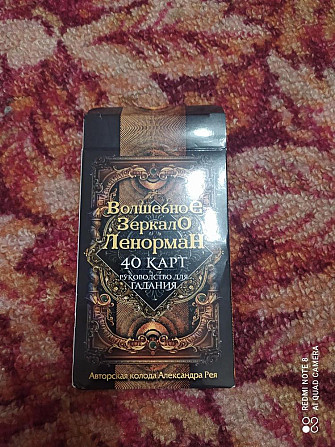 Волшебное
Зеркало
Ленорман
40 карт
руководство для
гадания
Авторская колода Александра Рея
REDMI NOTE 8
AI QUAD CAMERA